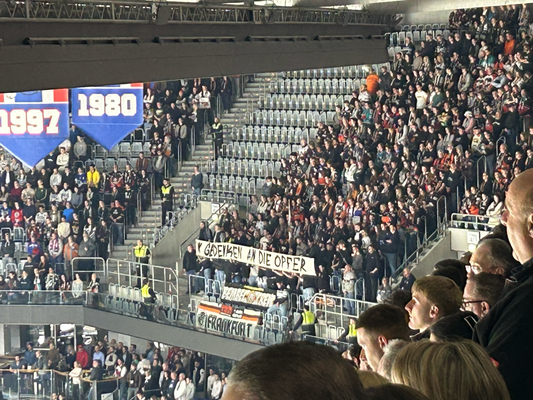 1997
1980
GEDENKEN AN DIE OPFER
FRANKFURT